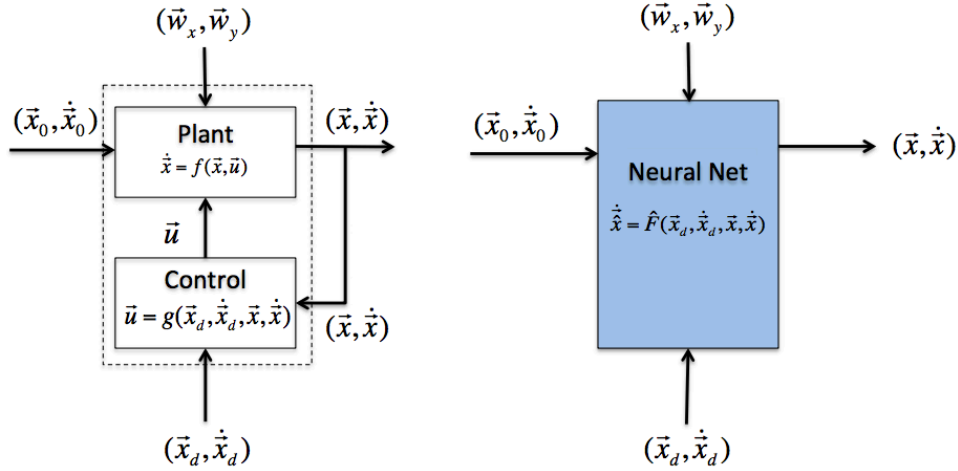 (w⃗ₓ, w⃗ᵧ)
(x⃗₀, ẋ⃗₀)
Plant
ẋ⃗ = f(x⃗, u⃗)
(x⃗, ẋ⃗)
u⃗
Control
u⃗ = g(x⃗_d, ẋ⃗_d, x⃗, ẋ⃗)
(x⃗, ẋ⃗)
(x⃗_d, ẋ⃗_d)
(w⃗ₓ, w⃗ᵧ)
(x⃗₀, ẋ⃗₀)
Neural Net
(x⃗, ẋ⃗)
x̂̇⃗ = F̂(x⃗_d, ẋ⃗_d, x⃗, ẋ⃗)
(x⃗_d, ẋ⃗_d)